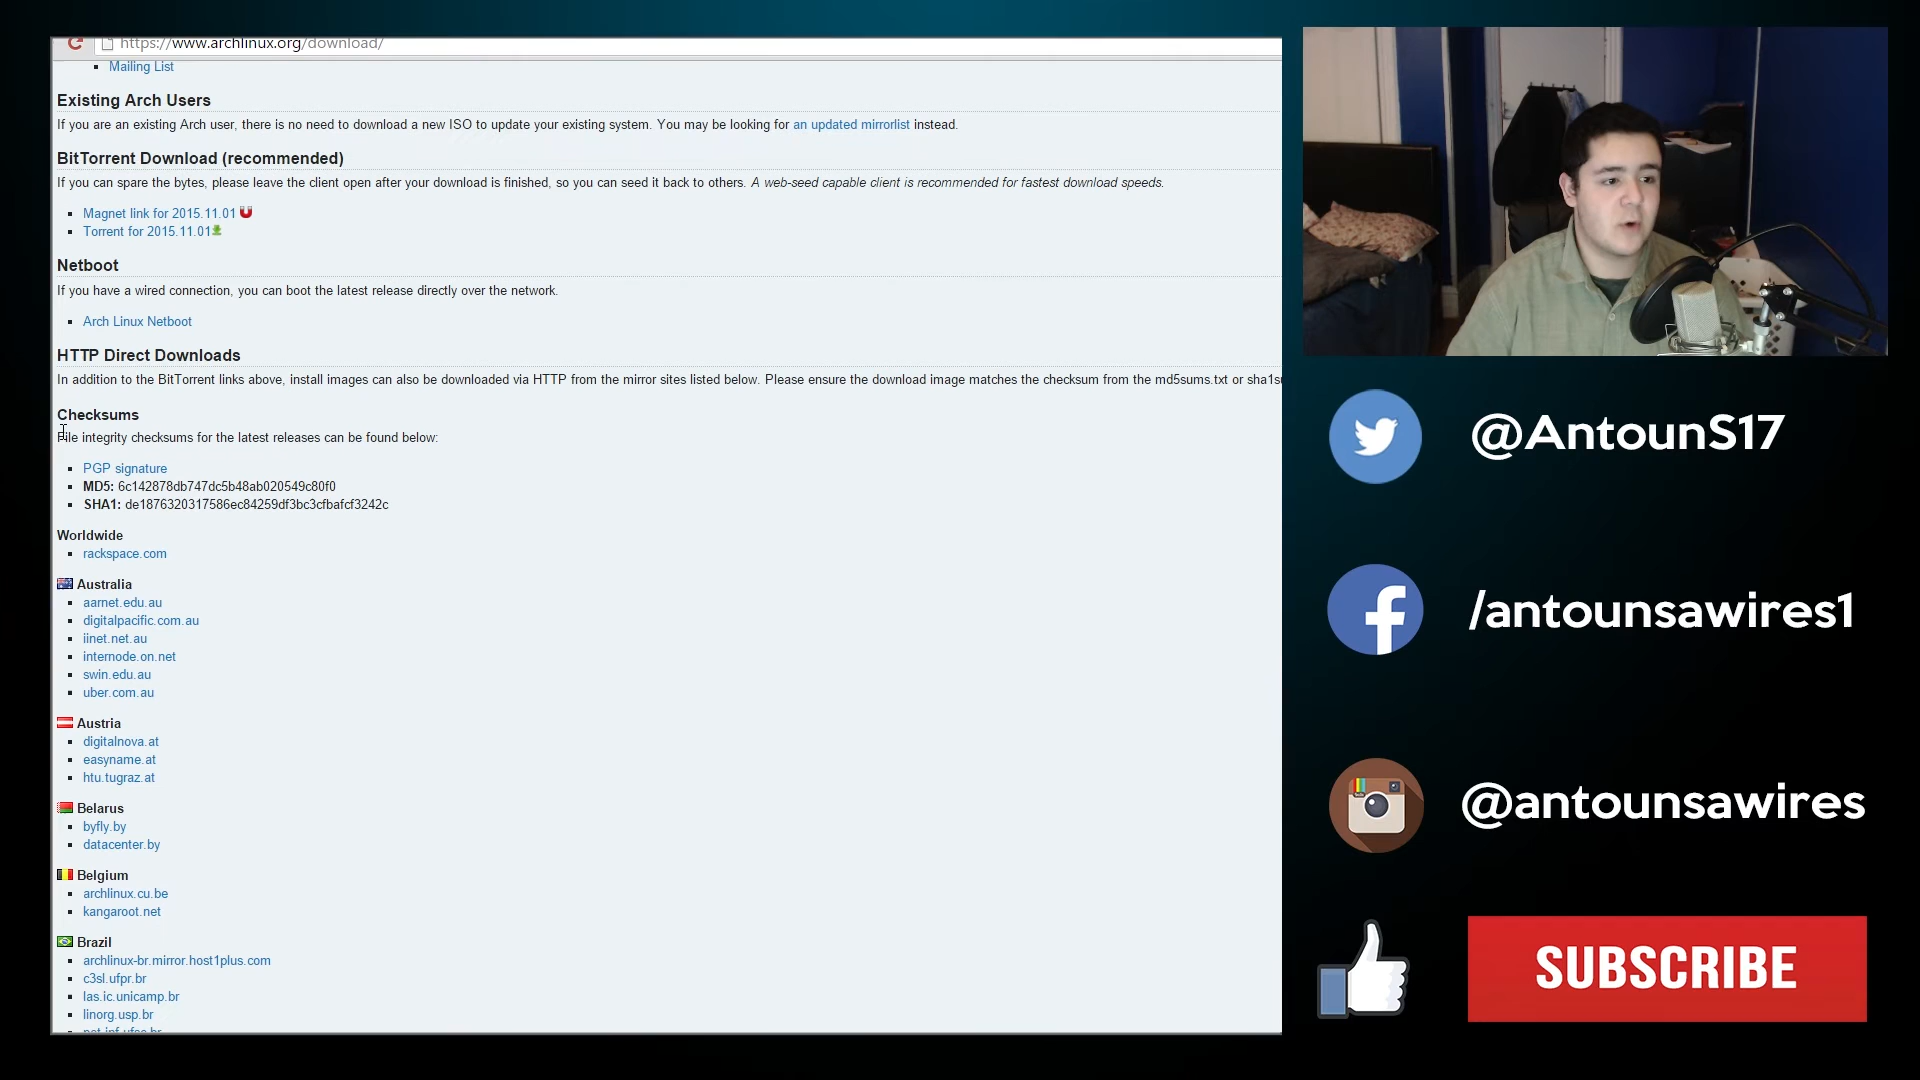 https://www.archlinux.org/download/
Mailing List
Existing Arch Users
If you are an existing Arch user, there is no need to download a new ISO to update your existing system. You may be looking for an updated mirrorlist instead.
BitTorrent Download (recommended)
If you can spare the bytes, please leave the client open after your download is finished, so you can seed it back to others. A web-seed capable client is recommended for fastest download speeds.
Magnet link for 2015.11.01
Torrent for 2015.11.01
Netboot
If you have a wired connection, you can boot the latest release directly over the network.
Arch Linux Netboot
HTTP Direct Downloads
In addition to the BitTorrent links above, install images can also be downloaded via HTTP from the mirror sites listed below. Please ensure the download image matches the checksum from the md5sums.txt or
Checksums
File integrity checksums for the latest releases can be found below:
PGP signature
MD5: 6c142878db747dc5b48ab020549c80f0
SHA1: de1876320317586ec84259df3bc3cfbafcf3242c
Worldwide
rackspace.com
Australia
aarnet.edu.au
digitalpacific.com.au
iinet.net.au
internode.on.net
swin.edu.au
uber.com.au
Austria
digitalnova.at
easyname.at
htu.tugraz.at
Belarus
byfly.by
datacenter.by
Belgium
archlinux.cu.be
kangaroot.net
Brazil
archlinux-br.mirror.host1plus.com
c3sl.ufpr.br
las.ic.unicamp.br
linorg.usp.br
@AntounS17
/antounsawires1
@antounsawires
SUBSCRIBE